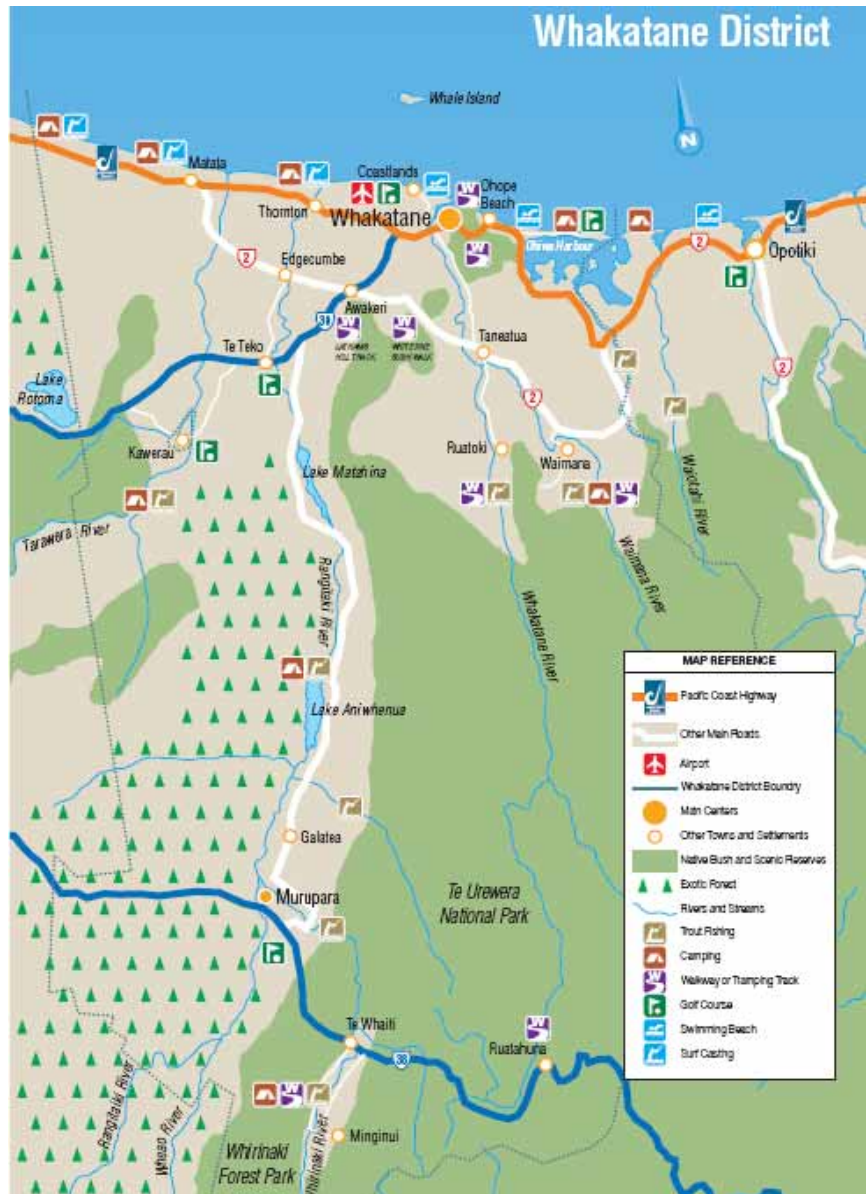 Whakatane District
Whale Island
N
Matata
Coastlands
Ohope
Beach
Thornton
Whakatane
Ohiwa Harbour
2
Opotiki
2
Edgecumbe
Awakeri
Te Teko
Taneatua
2
2
Lake
Rotoma
Kawerau
Lake Matahina
Ruatoki
Waimana
Waiotahi River
Tarawera River
Rangitaiki
River
Waimana River
Whakatane River
Lake Aniwhenua
Galatea
Murupara
Te Urewera
National Park
Te Whaiti
38
Ruatahuna
Rangitaiki River
Wheao River
Whirinaki River
Minginui
Whirinaki
Forest Park
MAP REFERENCE
Pacific Coast Highway
Other Main Roads
Airport
Whakatane District Boundry
Main Centers
Other Towns and Settlements
Native Bush and Scenic Reserves
Exotic Forest
Rivers and Streams
Trout Fishing
Camping
Walkway or Tramping Track
Golf Course
Swimming Beach
Surf Casting